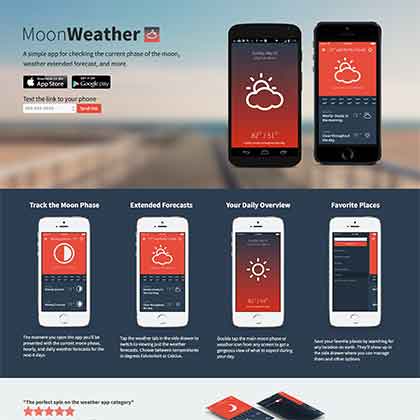 MoonWeather
A simple app for checking the current phase of the moon,
weather extended forecast, and more.
App Store
Google play
Text the link to your phone
Track the Moon Phase
Extended Forecasts
Your Daily Overview
Favorite Places
The moment you open the app you'll be
presented with the current moon phase,
hourly, and daily weather forecasts for the
next 4 days
Tap the weather tab in the side drawer to
switch to viewing just the weather
forecasts. Choose between temperatures
in degrees Fahrenheit or Celsius.
Double tap the main moon phase or
weather icon from any screen to get a
gorgeous view of what to expect during
your day.
Save your favorite places by searching for
any location on earth. They'll show up in
the side drawer where you can manage
them and other options
"The perfect spin on the weather app category"